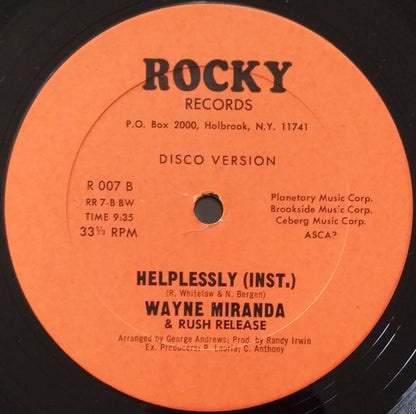 ROCKY
RECORDS
P.O. Box 2000, Holbrook, N.Y. 11741
DISCO VERSION
R 007 B
RR 7-B BW
TIME 9:35
33⅓ RPM
Planetary Music Corp.
Brookside Music Corp.
Ceberg Music Corp.
ASCAP
HELPLESSLY (INST.)
(R. Whitelaw & N. Bergen)
WAYNE MIRANDA
& RUSH RELEASE
Arranged by George Andrews; Prod. by Randy Irwin
Ex. Producers: P. Lauria; C. Anthony